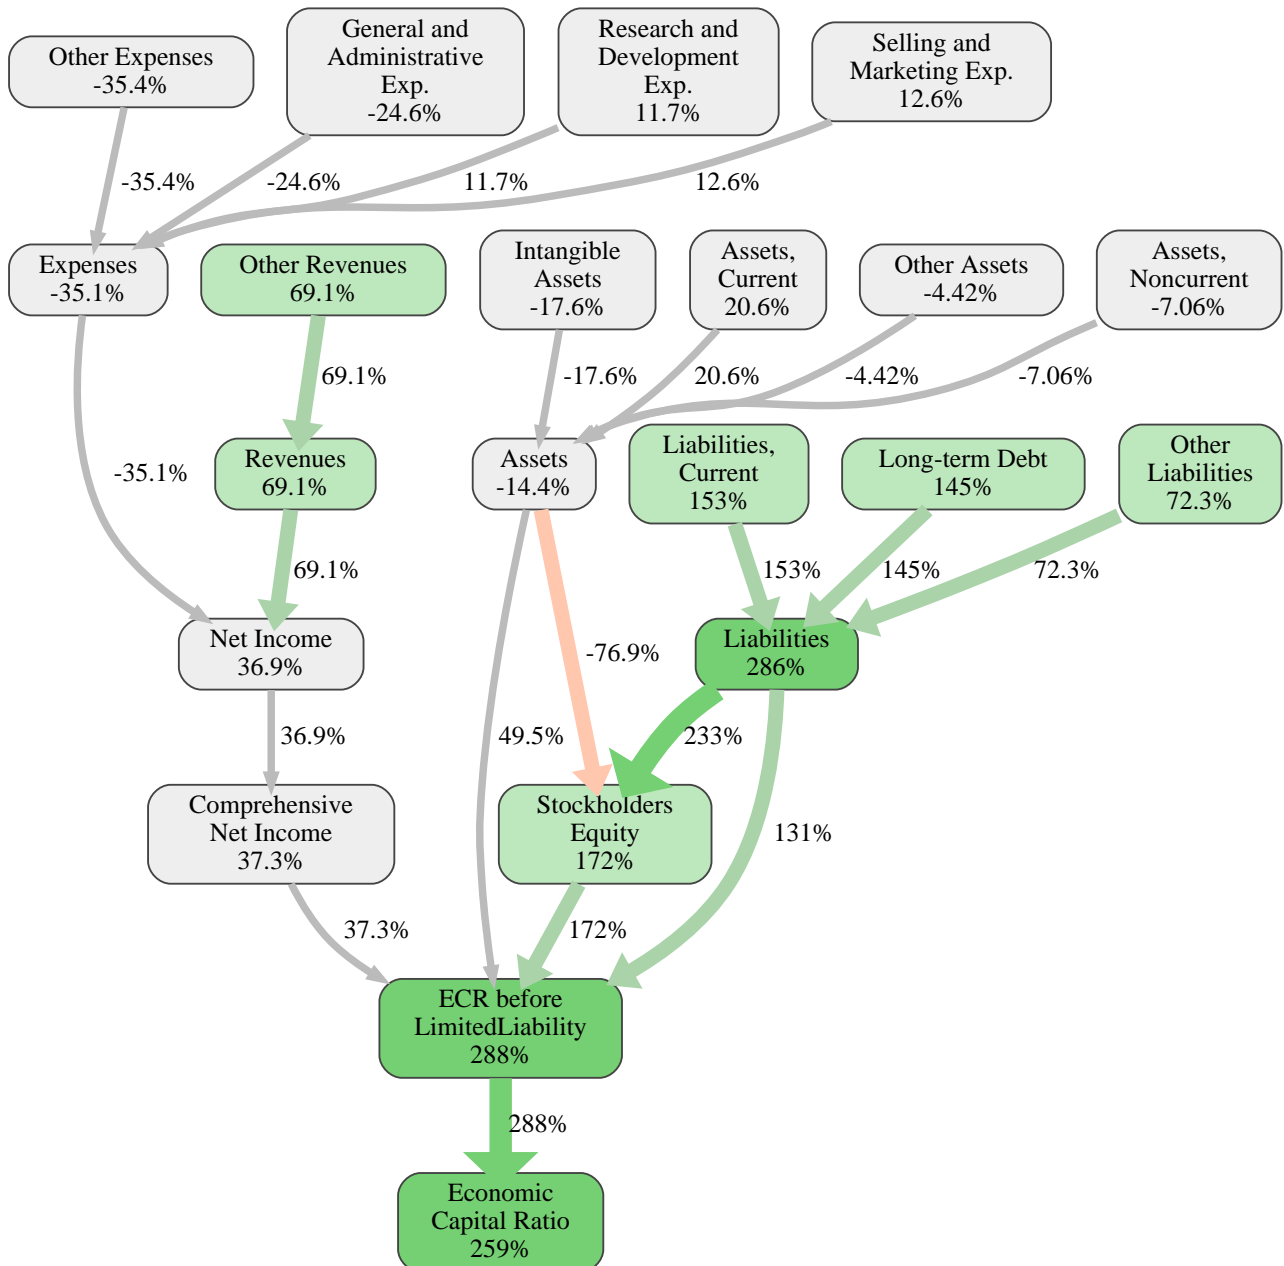 Other Expenses
-35.4%
General and
Administrative
Exp.
-24.6%
Research and
Development
Exp.
11.7%
Selling and
Marketing Exp.
12.6%
-35.4%
-24.6%
11.7%
12.6%
Expenses
-35.1%
Other Revenues
69.1%
Intangible
Assets
-17.6%
Assets,
Current
20.6%
Other Assets
-4.42%
Assets,
Noncurrent
-7.06%
69.1%
-17.6%
20.6%
-4.42%
-7.06%
-35.1%
Revenues
69.1%
Assets
-14.4%
Liabilities,
Current
153%
Long-term Debt
145%
Other
Liabilities
72.3%
69.1%
153%
145%
72.3%
Net Income
36.9%
-76.9%
Liabilities
286%
36.9%
49.5%
233%
Comprehensive
Net Income
37.3%
Stockholders
Equity
172%
131%
37.3%
172%
ECR before
LimitedLiability
288%
288%
Economic
Capital Ratio
259%